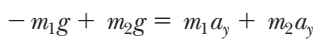 − m₁g + m₂g = m₁aᵧ + m₂aᵧ